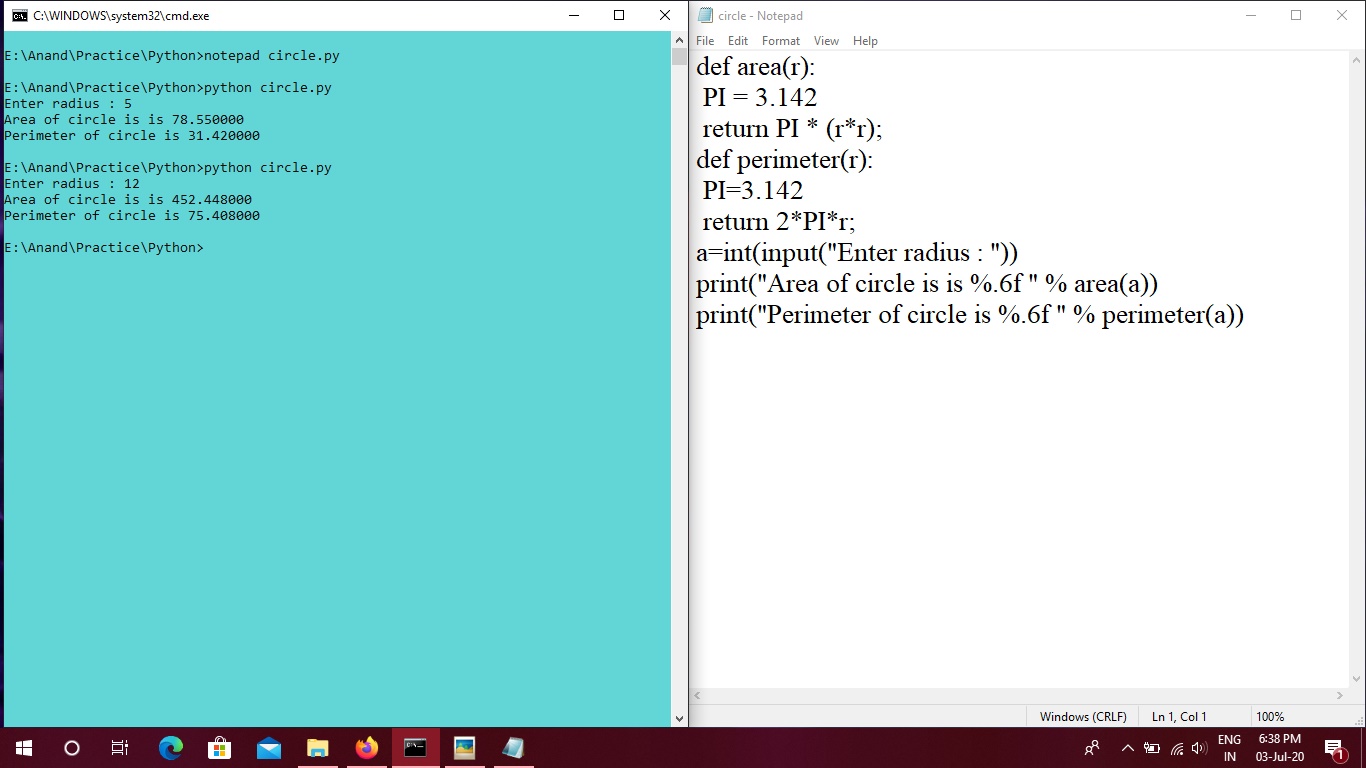 C:\WINDOWS\system32\cmd.exe
E:\Anand\Practice\Python>notepad circle.py
E:\Anand\Practice\Python>python circle.py
Enter radius : 5
Area of circle is is 78.550000
Perimeter of circle is 31.420000
E:\Anand\Practice\Python>python circle.py
Enter radius : 12
Area of circle is is 452.448000
Perimeter of circle is 75.408000
E:\Anand\Practice\Python>
circle - Notepad
File Edit Format View Help
def area(r):
 PI = 3.142
 return PI * (r*r);
def perimeter(r):
 PI=3.142
 return 2*PI*r;
a=int(input("Enter radius : "))
print("Area of circle is is %.6f " % area(a))
print("Perimeter of circle is %.6f " % perimeter(a))
Windows (CRLF) Ln 1, Col 1 100%
ENG 6:38 PM
IN 03-Jul-20 1